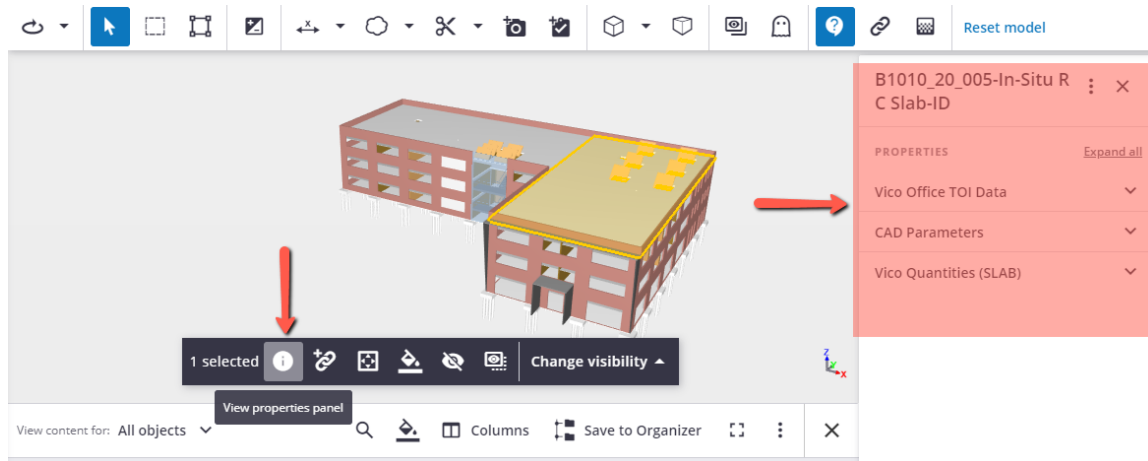 Reset model
B1010_20_005-In-Situ R
C Slab-ID
PROPERTIES
Expand all
Vico Office TOI Data
CAD Parameters
Vico Quantities (SLAB)
1 selected
Change visibility
View properties panel
View content for: All objects
Columns
Save to Organizer
z
x